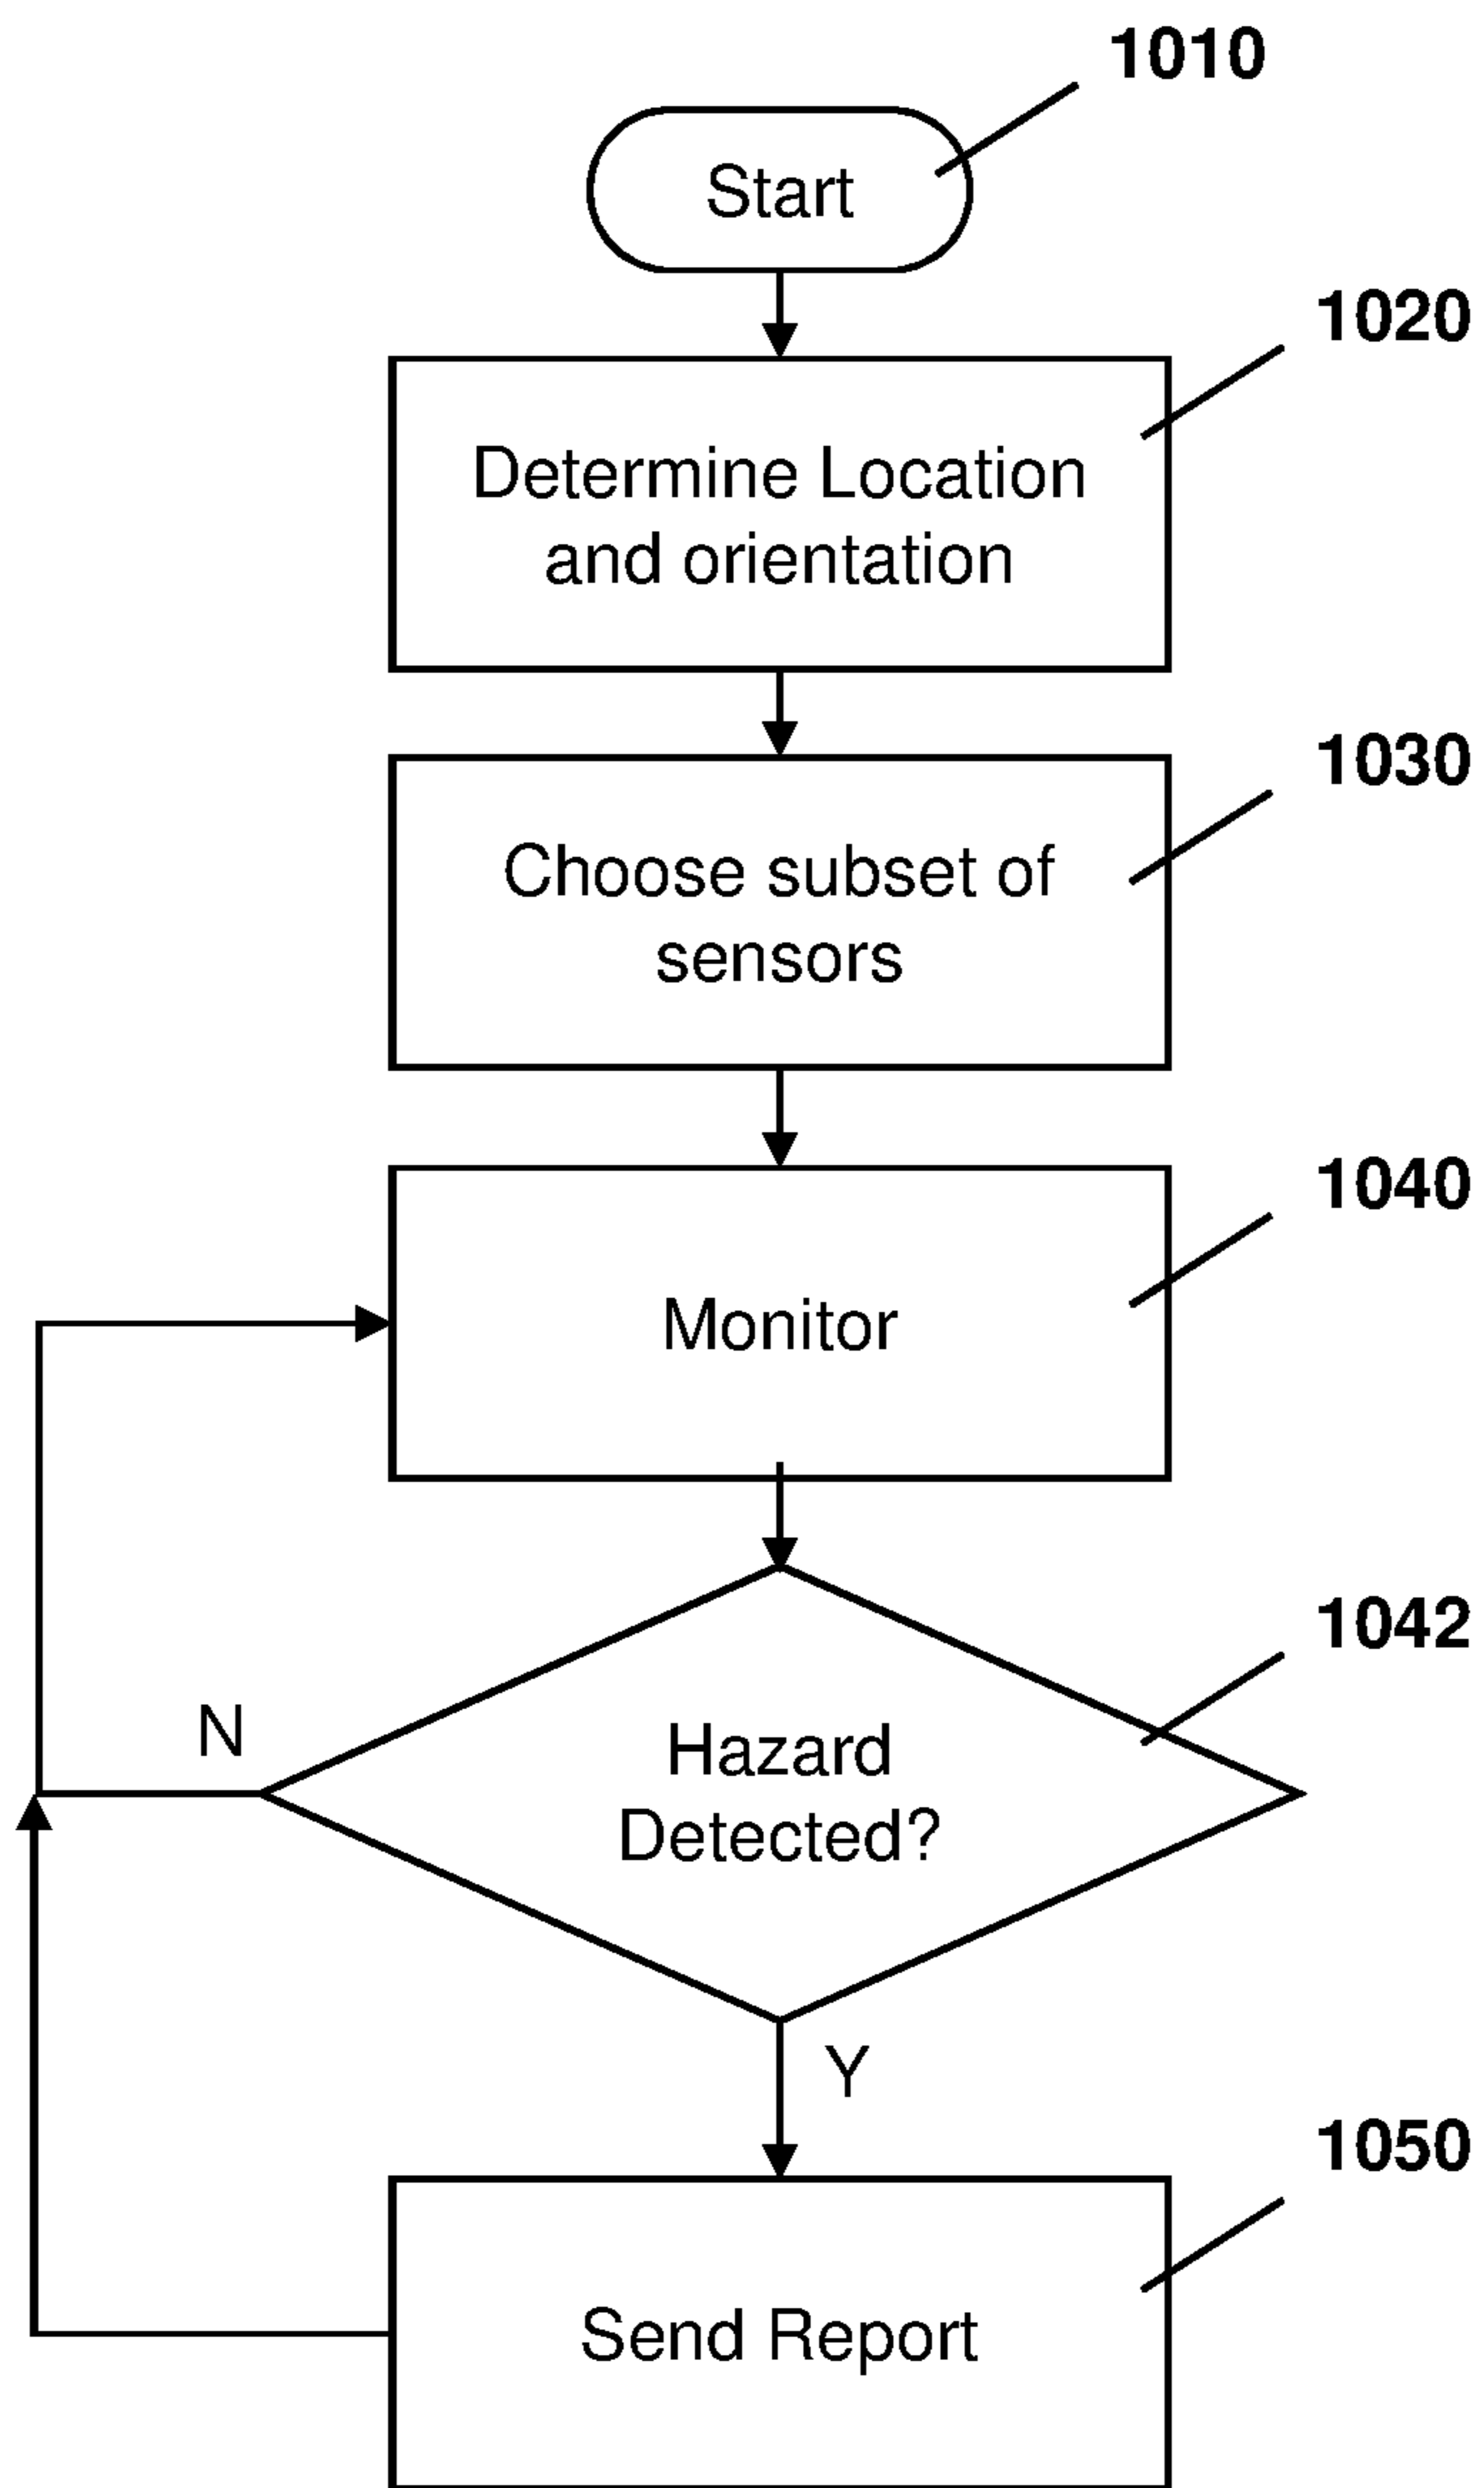 1010
Start
1020
Determine Location
and orientation
1030
Choose subset of
sensors
1040
Monitor
1042
N
Hazard
Detected?
Y
1050
Send Report